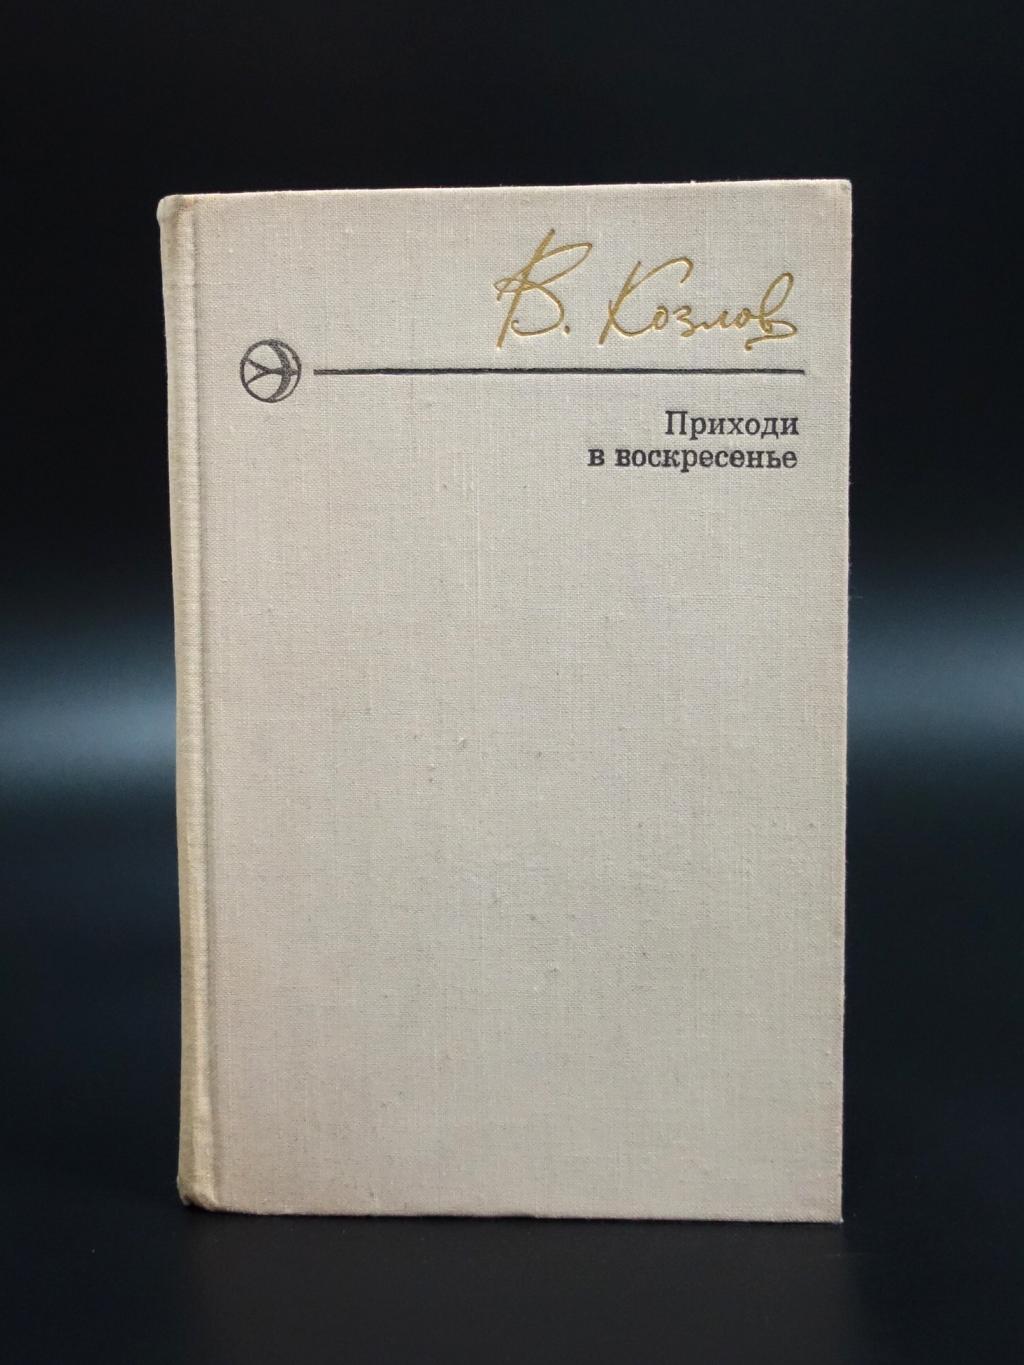 В. Козлов
Приходи
в воскресенье